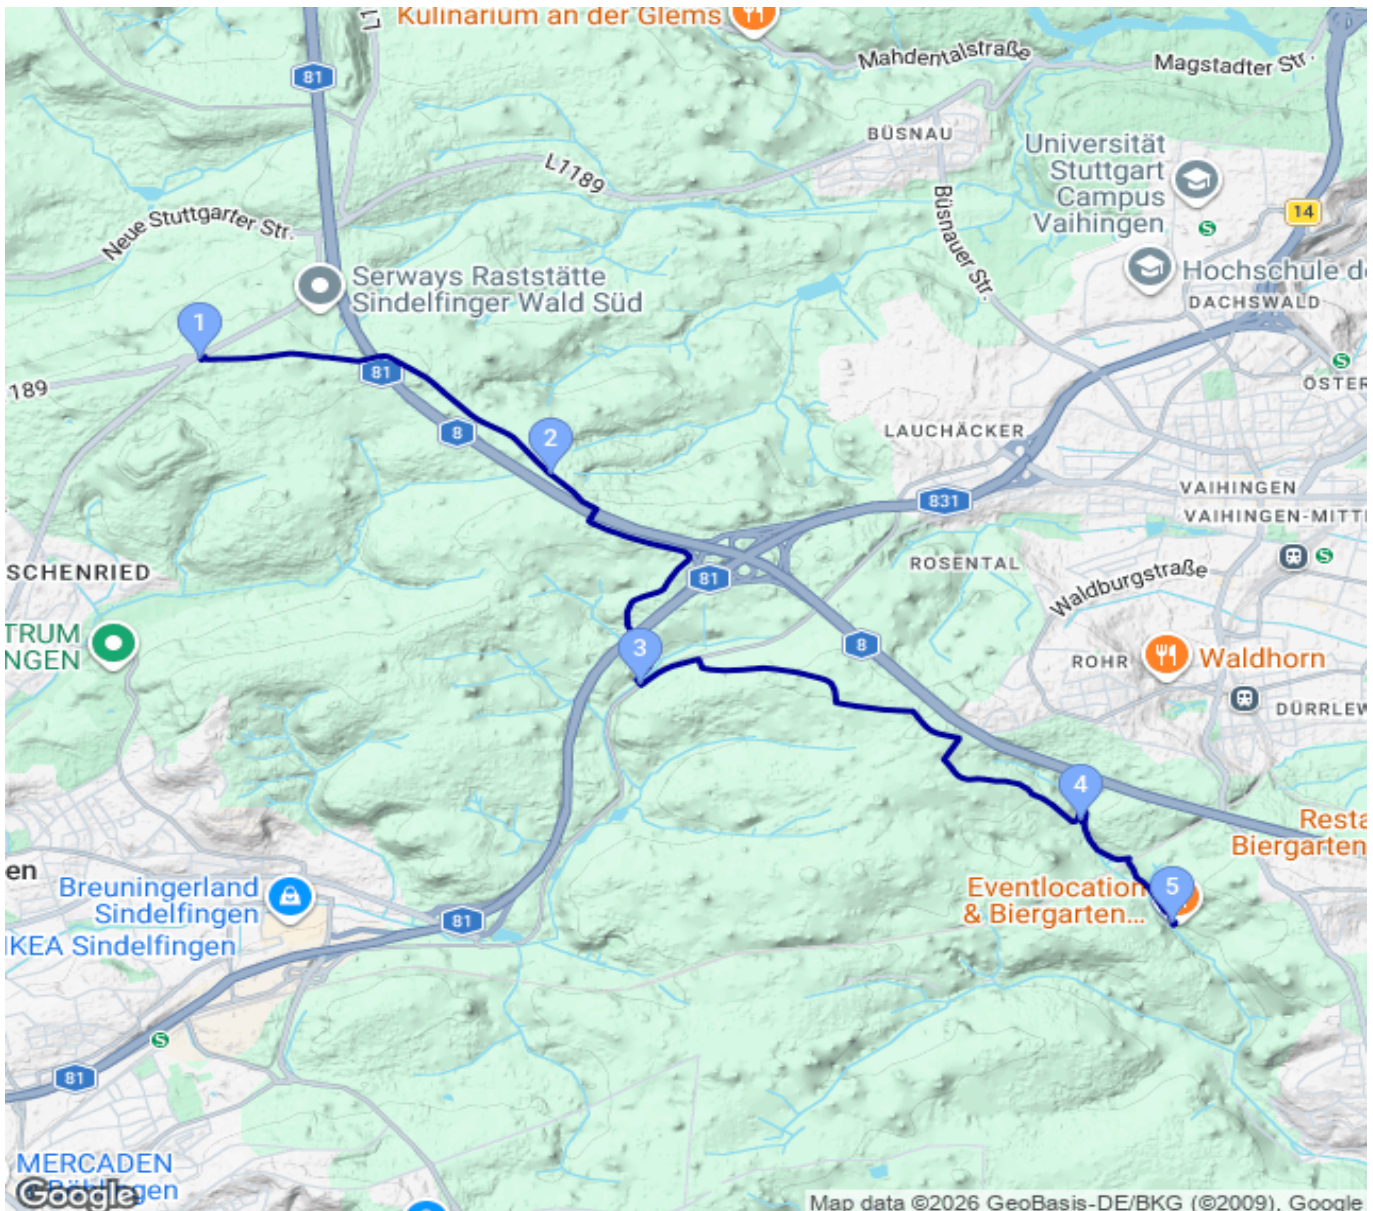 Kulinarium an der Glems
81
Mahdentalstraße
Magstadter Str.
BÜSNAU
L1189
Universität
Stuttgart
Campus
Vaihingen
14
Büsnauer Str.
Neue Stuttgarter Str.
Serways Raststätte
Sindelfinger Wald Süd
Hochschule d
DACHSWALD
1
81
189
ÖSTER
8
2
LAUCHÄCKER
831
VAIHINGEN
VAIHINGEN-MITT
SCHENRIED
81
ROSENTAL
Waldburgstraße
TRUM
NGEN
3
8
ROHR
Waldhorn
DÜRRLEW
4
Resta
Biergarten
en
Breuningerland
Sindelfingen
IKEA Sindelfingen
81
Eventlocation
& Biergarten...
5
81
MERCADEN
Google
Map data ©2026 GeoBasis-DE/BKG (©2009), Google